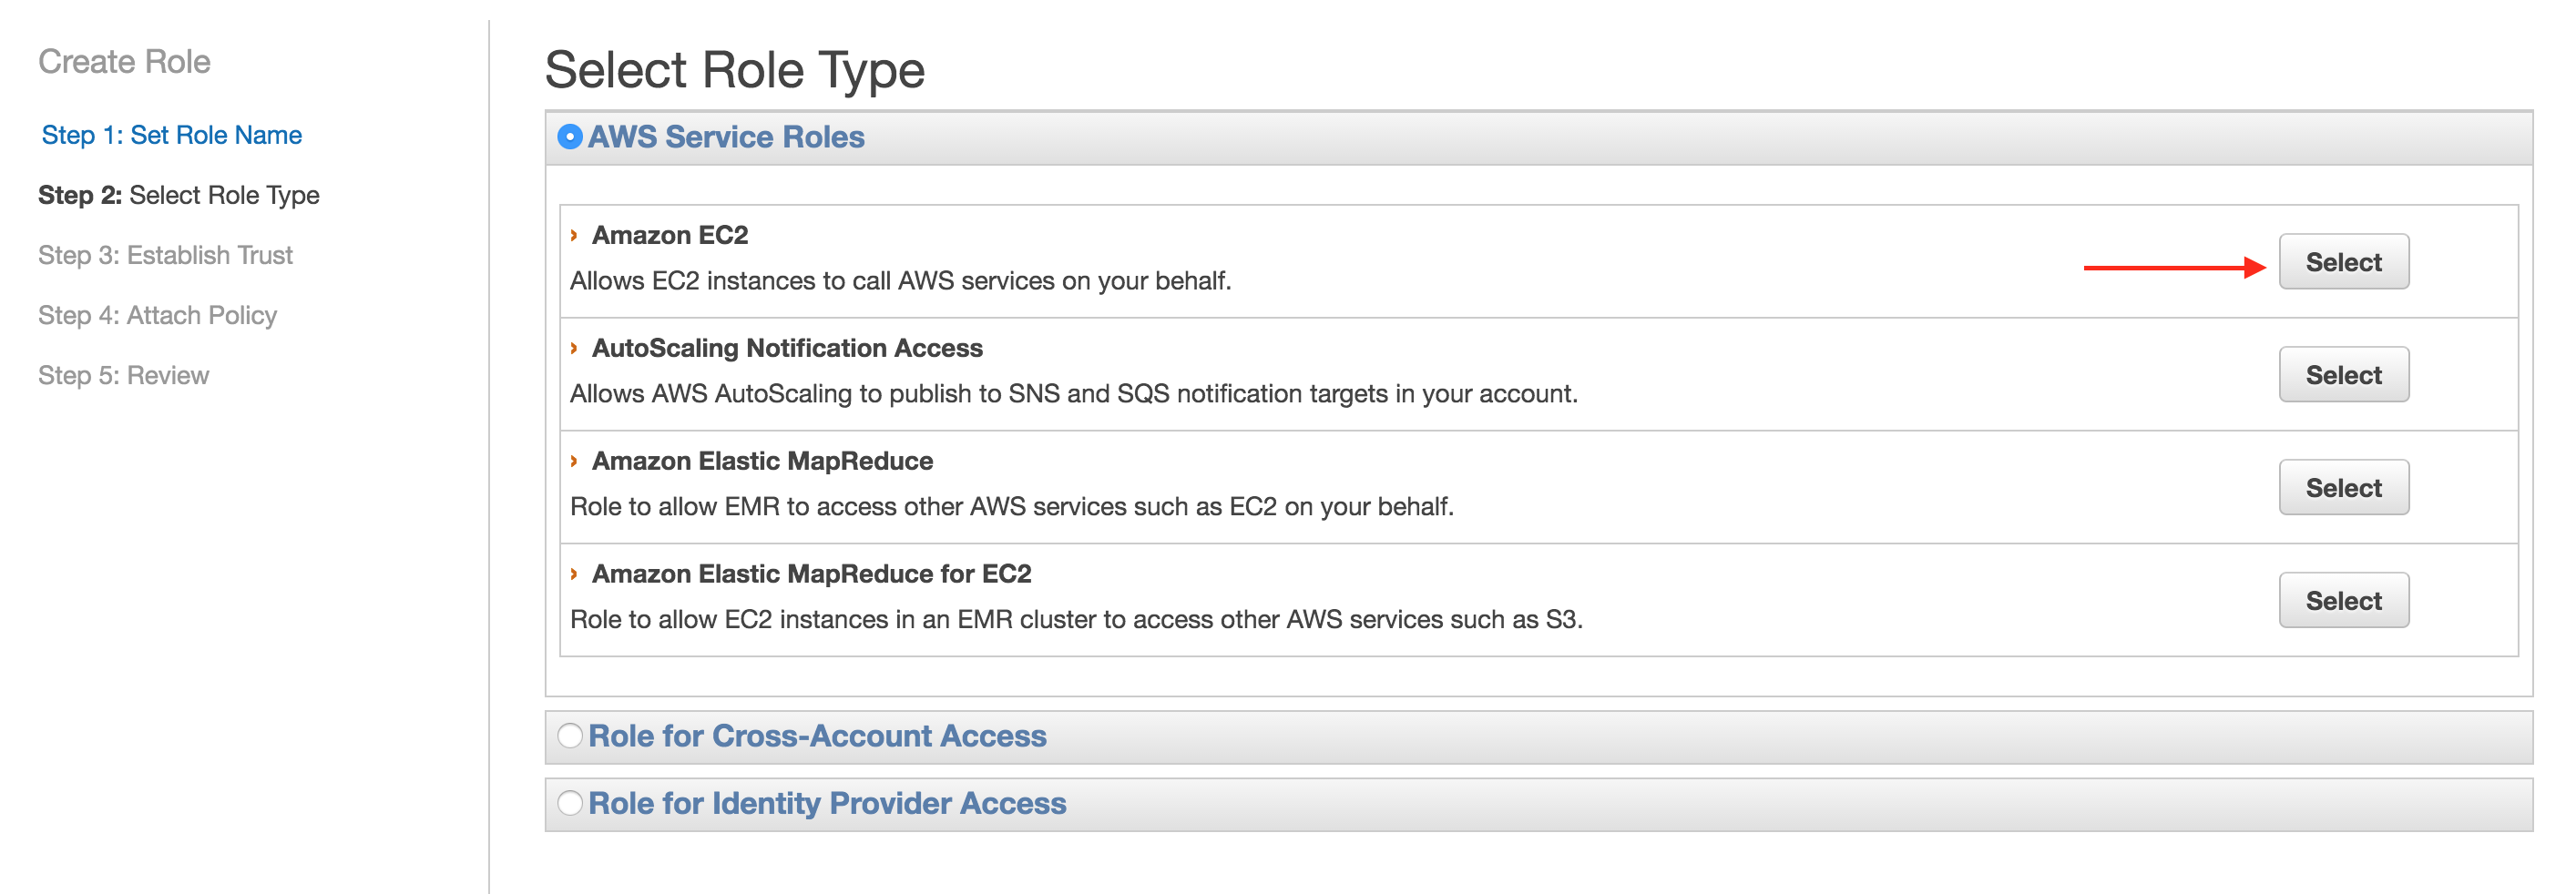 Create Role
Step 1: Set Role Name
Step 2: Select Role Type
Step 3: Establish Trust
Step 4: Attach Policy
Step 5: Review
Select Role Type
AWS Service Roles
Amazon EC2
Allows EC2 instances to call AWS services on your behalf.
Select
AutoScaling Notification Access
Allows AWS AutoScaling to publish to SNS and SQS notification targets in your account.
Select
Amazon Elastic MapReduce
Role to allow EMR to access other AWS services such as EC2 on your behalf.
Select
Amazon Elastic MapReduce for EC2
Role to allow EC2 instances in an EMR cluster to access other AWS services such as S3.
Select
Role for Cross-Account Access
Role for Identity Provider Access